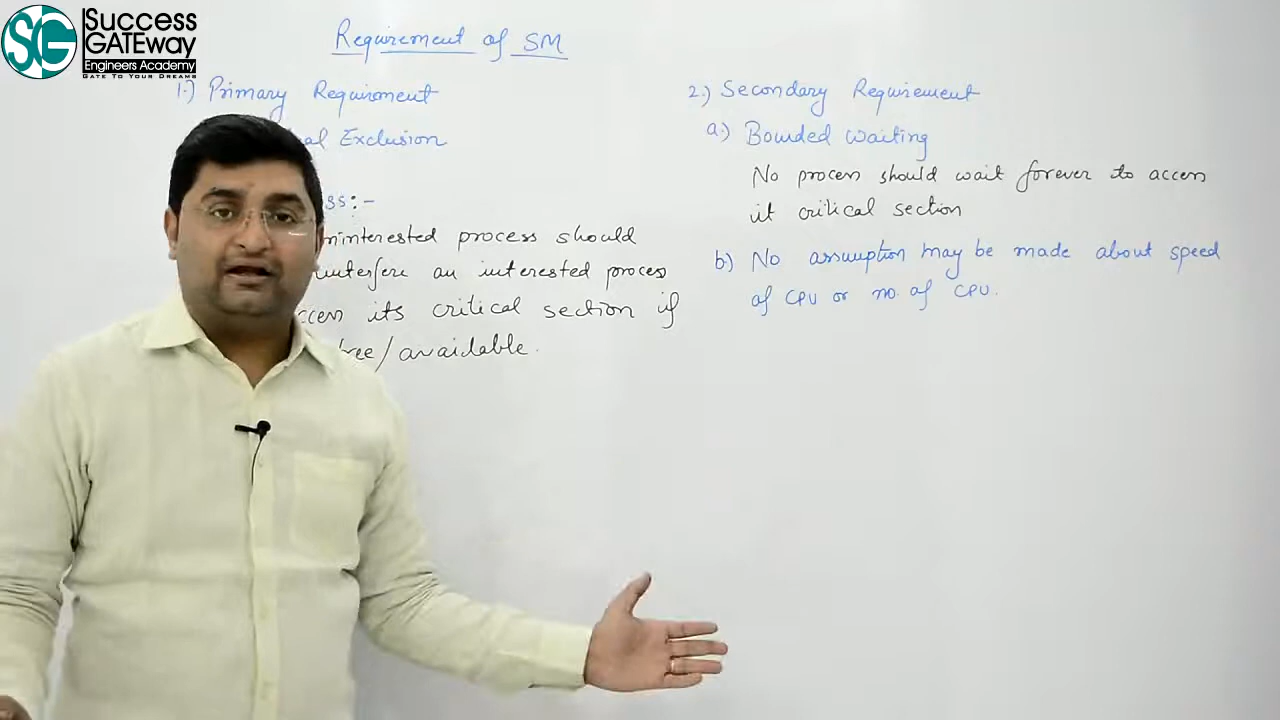 SG
Success
GATEway
Engineers Academy
GATE TO YOUR DREAMS
Requirement of SM
1.) Primary Requirement
al Exclusion
ss:-
ninterested process should
interfere an interested process
ccess its critical section if
free/available.
2.) Secondary Requirement
a.) Bounded waiting
No process should wait forever to access
it critical section
b) No assumption may be made about speed
of CPU or no. of CPU.